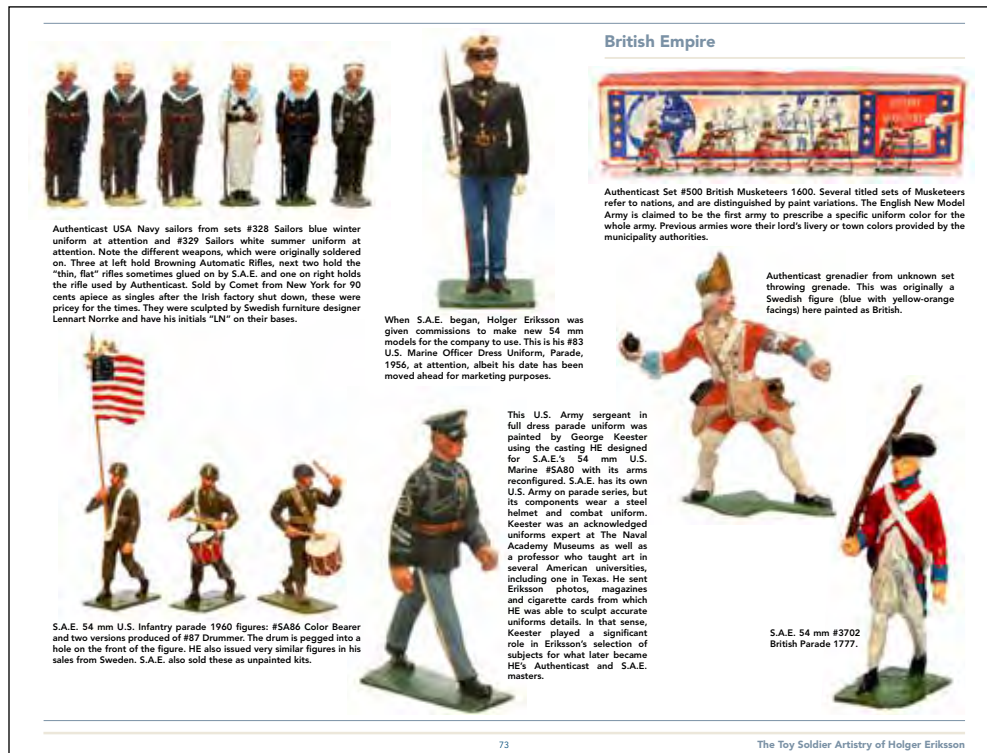 Authenticast USA Navy sailors from sets #328 Sailors blue winter
uniform at attention and #329 Sailors white summer uniform at
attention. Note the different weapons, which were originally soldered
on. Three at left hold Browning Automatic Rifles, next two hold the
“thin, flat” rifles sometimes glued on by S.A.E. and one on right holds
the rifle used by Authenticast. Sold by Comet from New York for 90
cents apiece as singles after the Irish factory shut down, these were
pricey for the times. They were sculpted by Swedish furniture designer
Lennart Norrke and have his initials “LN” on their bases.
S.A.E. 54 mm U.S. Infantry parade 1960 figures: #SA86 Color Bearer
and two versions produced of #87 Drummer. The drum is pegged into a
hole on the front of the figure. HE also issued very similar figures in his
sales from Sweden. S.A.E. also sold these as unpainted kits.
When S.A.E. began, Holger Eriksson was
given commissions to make new 54 mm
models for the company to use. This is his #83
U.S. Marine Officer Dress Uniform, Parade,
1956, at attention, albeit his date has been
moved ahead for marketing purposes.
This U.S. Army sergeant in
full dress parade uniform was
painted by George Keester
using the casting HE designed
for S.A.E.’s 54 mm U.S.
Marine #SA80 with its arms
reconfigured. S.A.E. has its own
U.S. Army on parade series, but
its components wear a steel
helmet and combat uniform.
Keester was an acknowledged
uniforms expert at The Naval
Academy Museums as well as
a professor who taught art in
several American universities,
including one in Texas. He sent
Eriksson photos, magazines
and cigarette cards from which
HE was able to sculpt accurate
uniforms details. In that sense,
Keester played a significant
role in Eriksson’s selection of
subjects for what later became
HE’s Authenticast and S.A.E.
masters.
British Empire
Authenticast Set #500 British Musketeers 1600. Several titled sets of Musketeers
refer to nations, and are distinguished by paint variations. The English New Model
Army is claimed to be the first army to prescribe a specific uniform color for the
whole army. Previous armies wore their lord’s livery or town colors provided by the
municipality authorities.
Authenticast grenadier from unknown set
throwing grenade. This was originally a
Swedish figure (blue with yellow-orange
facings) here painted as British.
S.A.E. 54 mm #3702
British Parade 1777.
73
The Toy Soldier Artistry of Holger Eriksson